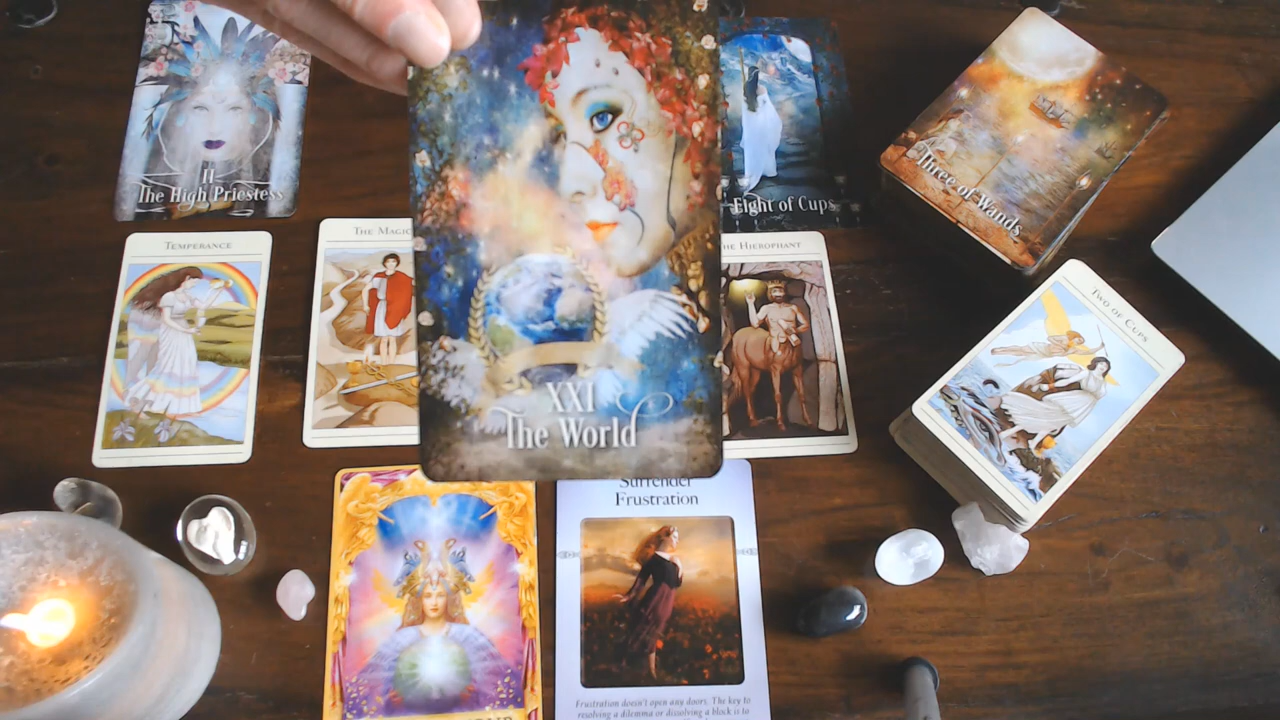 II
The High Priestess
XXI
The World
Eight of Cups
Three of Wands
TEMPERANCE
THE MAGIC
THE HIEROPHANT
TWO OF CUPS
Surrender
Frustration
Frustration doesn't open any doors. The key to
resolving a dilemma or dissolving a block is to